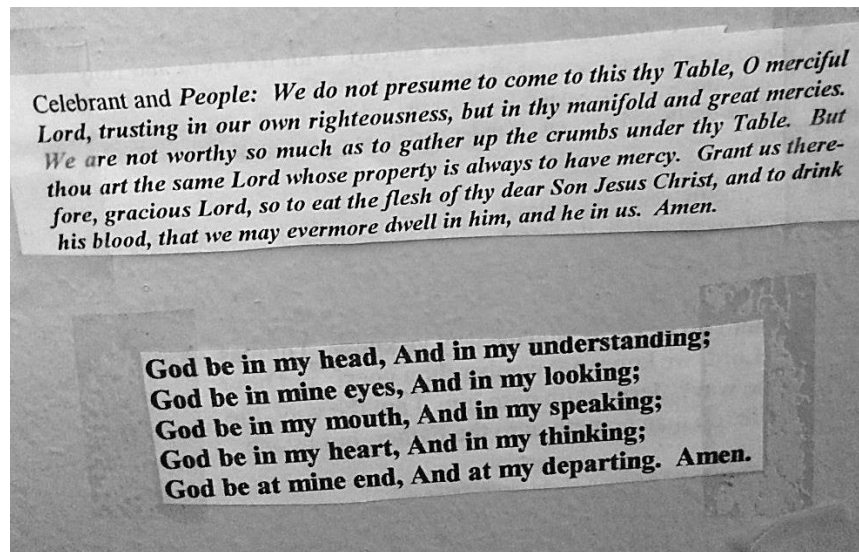 Celebrant and People: We do not presume to come to this thy Table, O merciful
Lord, trusting in our own righteousness, but in thy manifold and great mercies.
We are not worthy so much as to gather up the crumbs under thy Table. But
thou art the same Lord whose property is always to have mercy. Grant us there-
fore, gracious Lord, so to eat the flesh of thy dear Son Jesus Christ, and to drink
his blood, that we may evermore dwell in him, and he in us. Amen.
God be in my head, And in my understanding;
God be in mine eyes, And in my looking;
God be in my mouth, And in my speaking;
God be in my heart, And in my thinking;
God be at mine end, And at my departing. Amen.